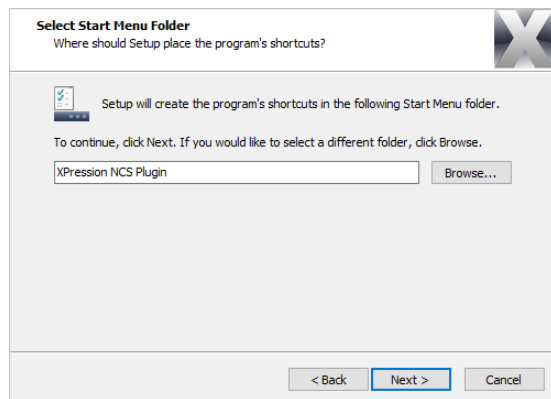 Select Start Menu Folder
Where should Setup place the program's shortcuts?
X
Setup will create the program's shortcuts in the following Start Menu folder.
To continue, click Next. If you would like to select a different folder, click Browse.
XPression NCS Plugin
Browse...
< Back
Next >
Cancel